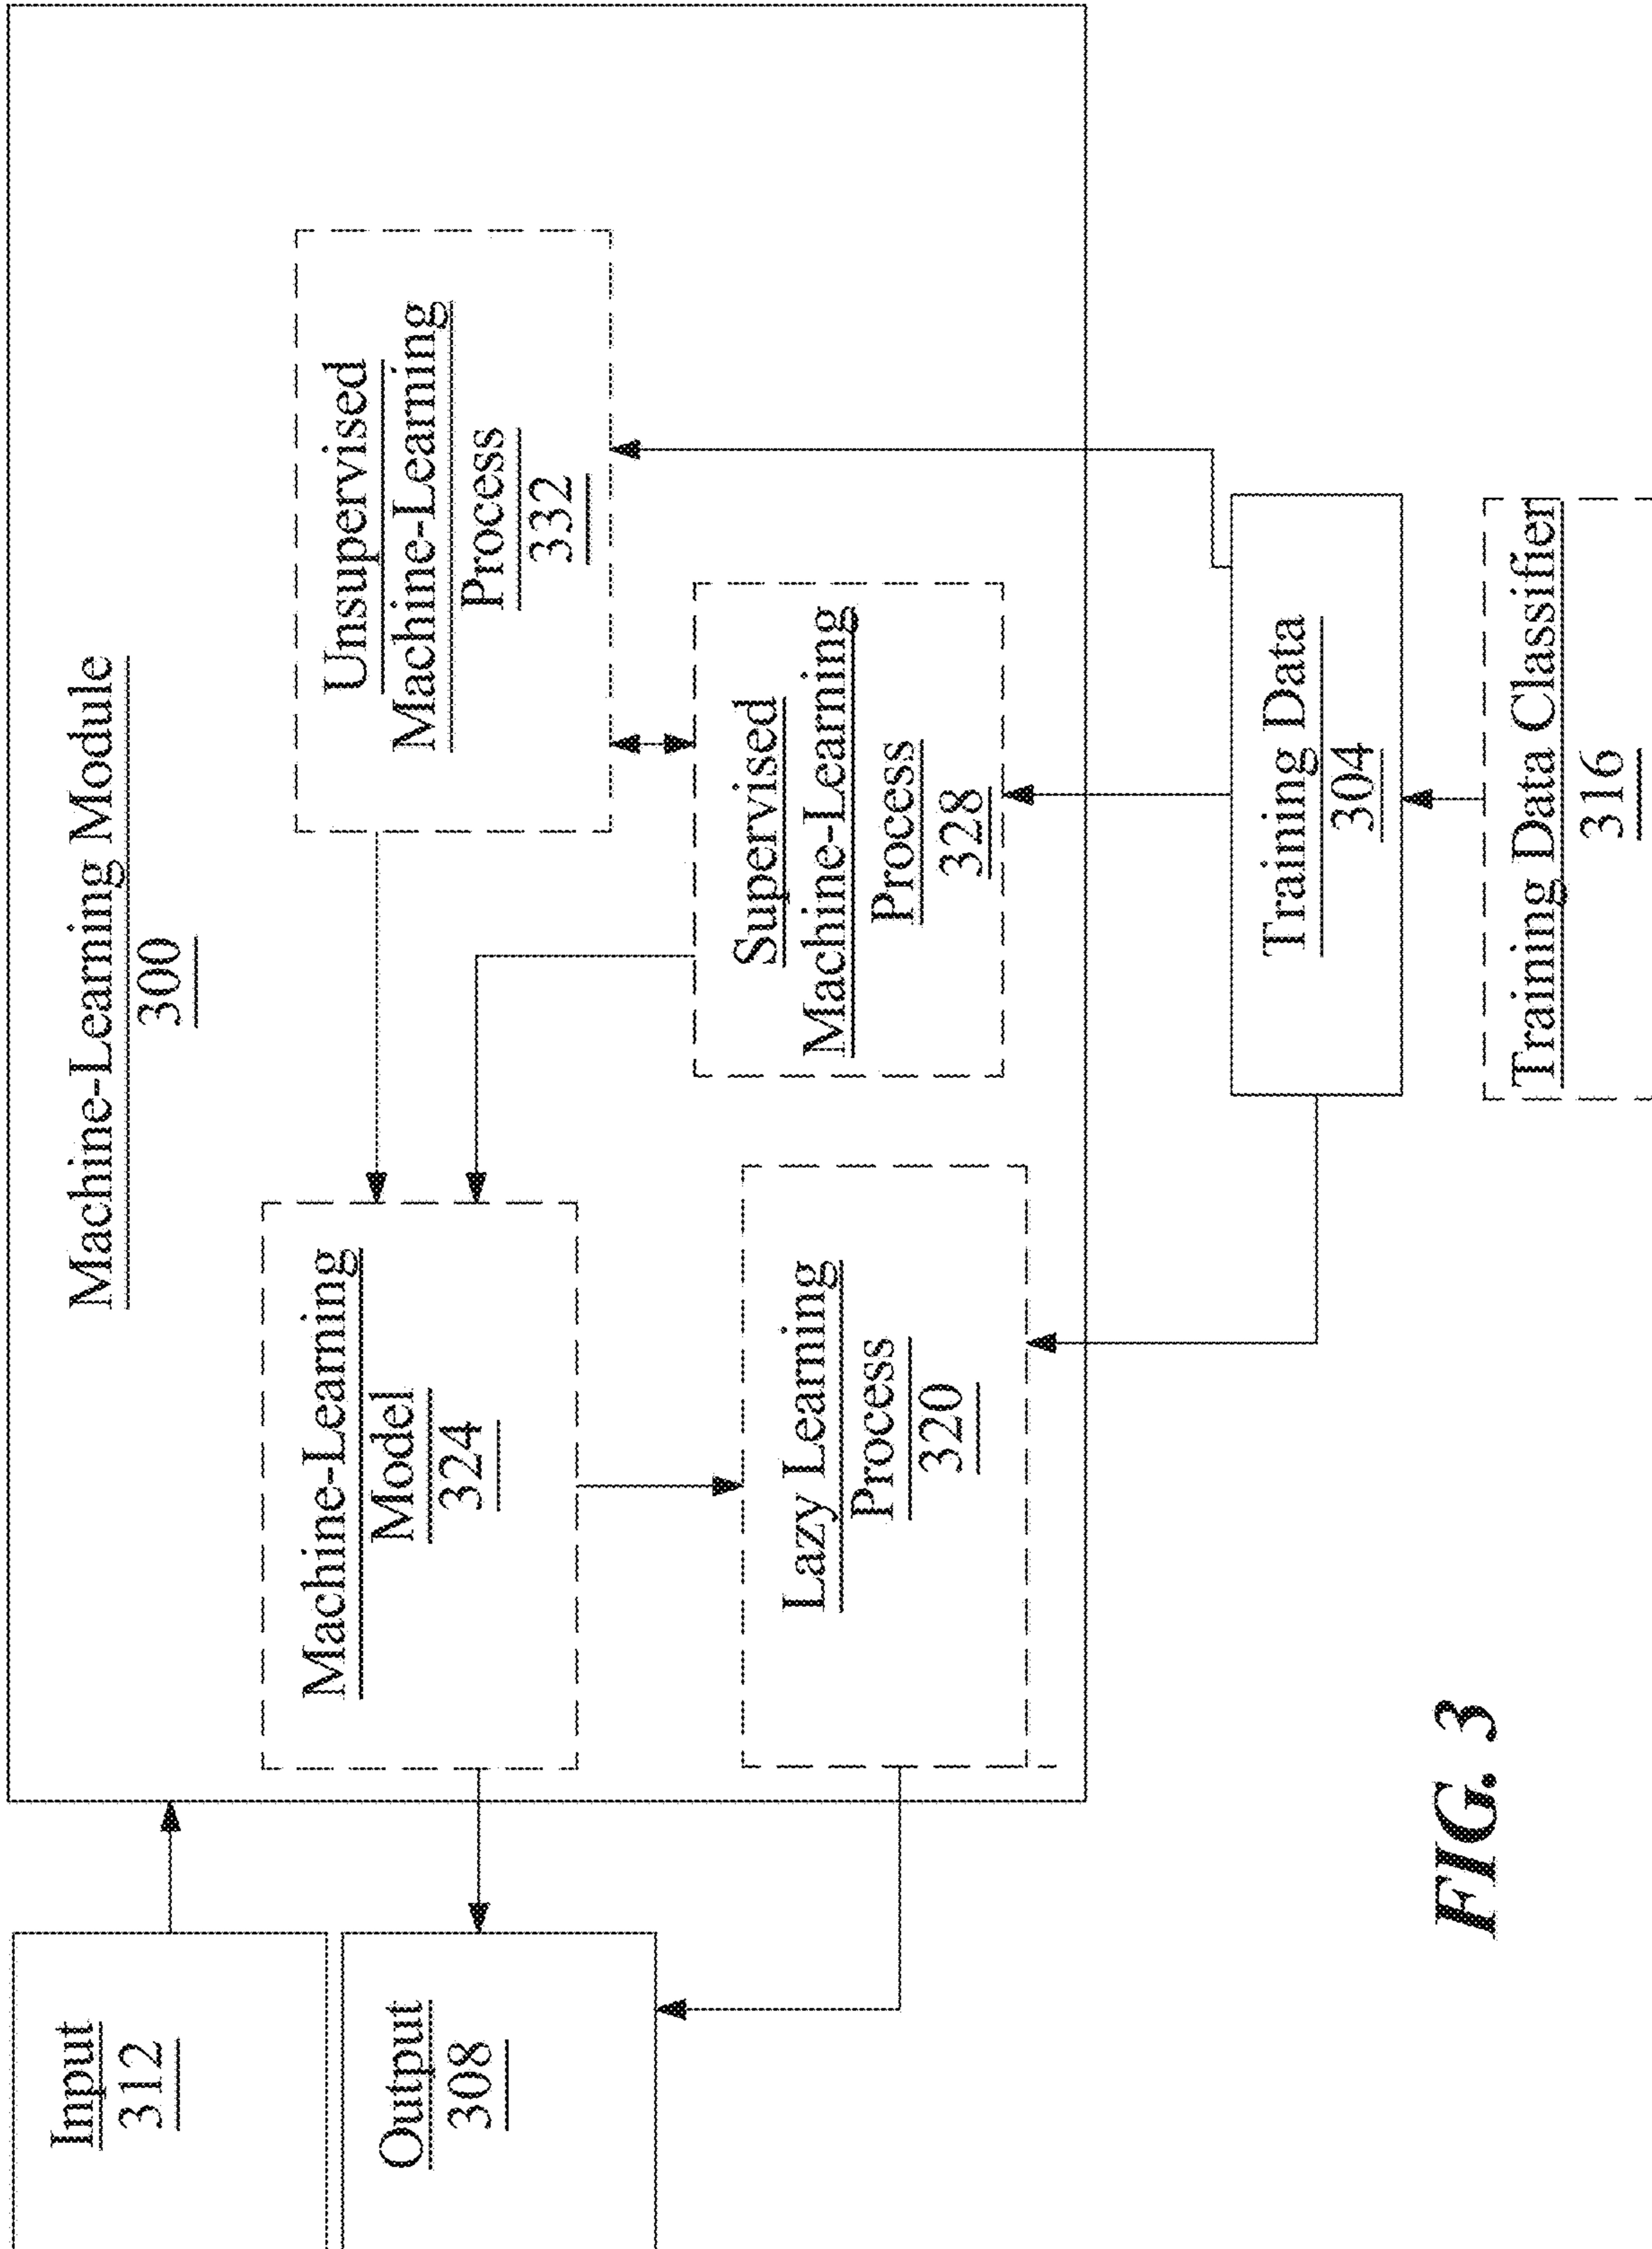 Machine-Learning Module
300
Input
312
Machine-Learning
Model
324
Unsupervised
Machine-Learning
Process
332
Output
308
Lazy Learning
Process
320
Supervised
Machine-Learning
Process
328
Training Data
304
Training Data Classifier
316
FIG. 3